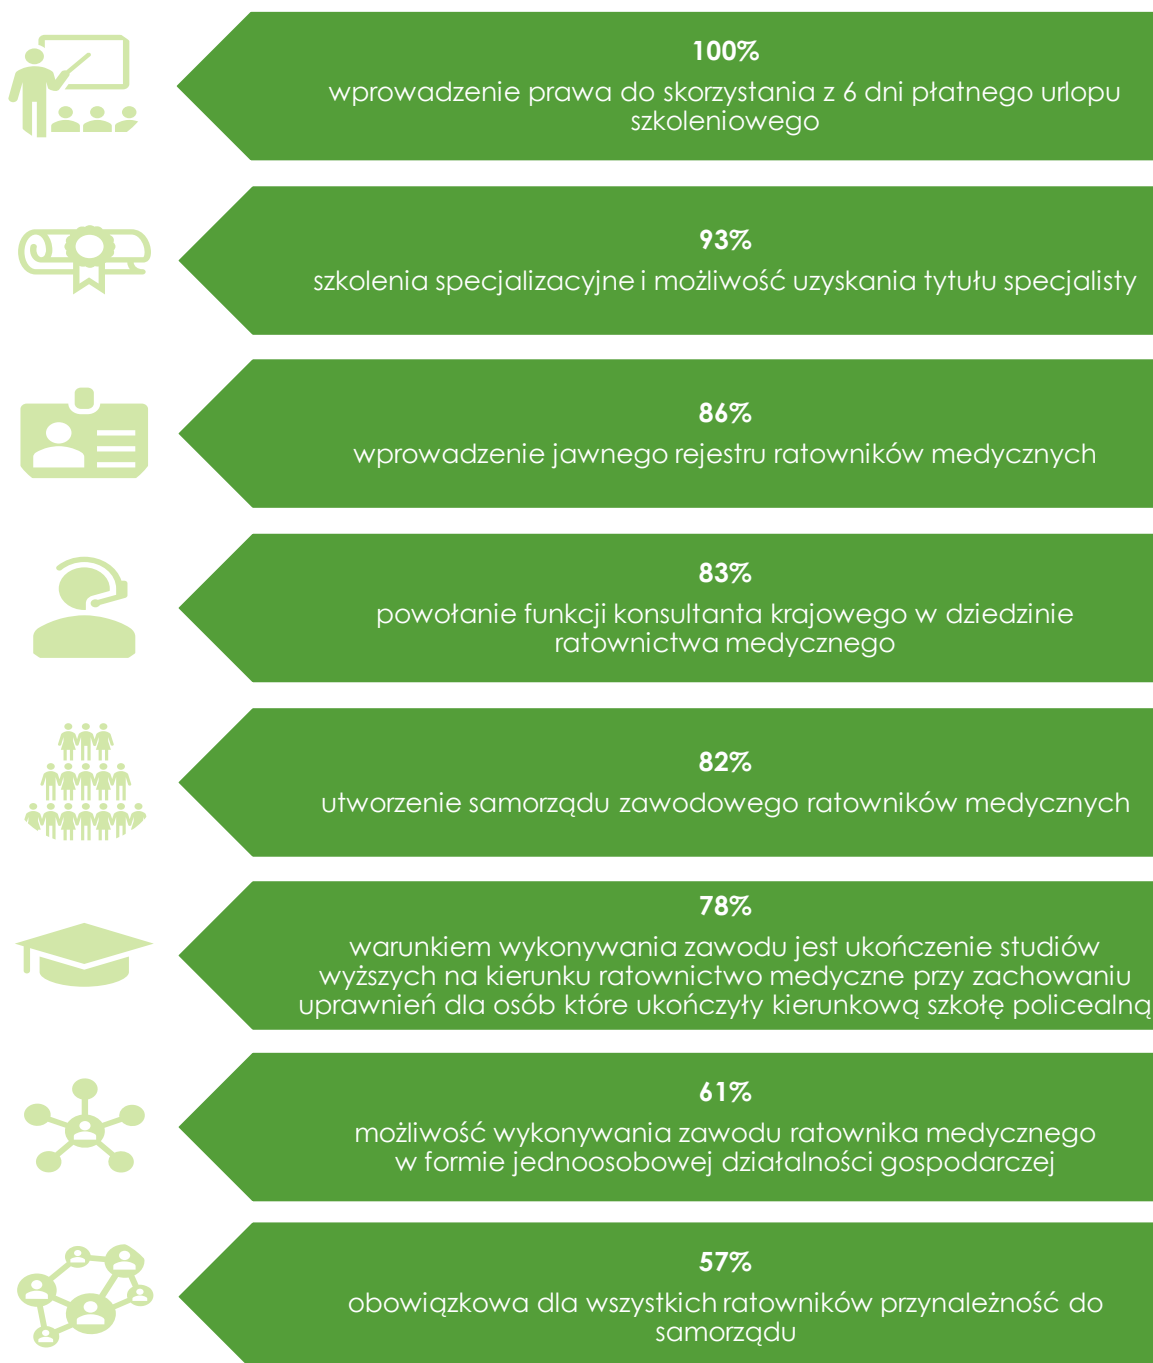 100%
wprowadzenie prawa do skorzystania z 6 dni płatnego urlopu
szkoleniowego
93%
szkolenia specjalizacyjne i możliwość uzyskania tytułu specjalisty
86%
wprowadzenie jawnego rejestru ratowników medycznych
83%
powołanie funkcji konsultanta krajowego w dziedzinie
ratownictwa medycznego
82%
utworzenie samorządu zawodowego ratowników medycznych
78%
warunkiem wykonywania zawodu jest ukończenie studiów
wyższych na kierunku ratownictwo medyczne przy zachowaniu
uprawnień dla osób które ukończyły kierunkową szkołę policealną
61%
możliwość wykonywania zawodu ratownika medycznego
w formie jednoosobowej działalności gospodarczej
57%
obowiązkowa dla wszystkich ratowników przynależność do
samorządu